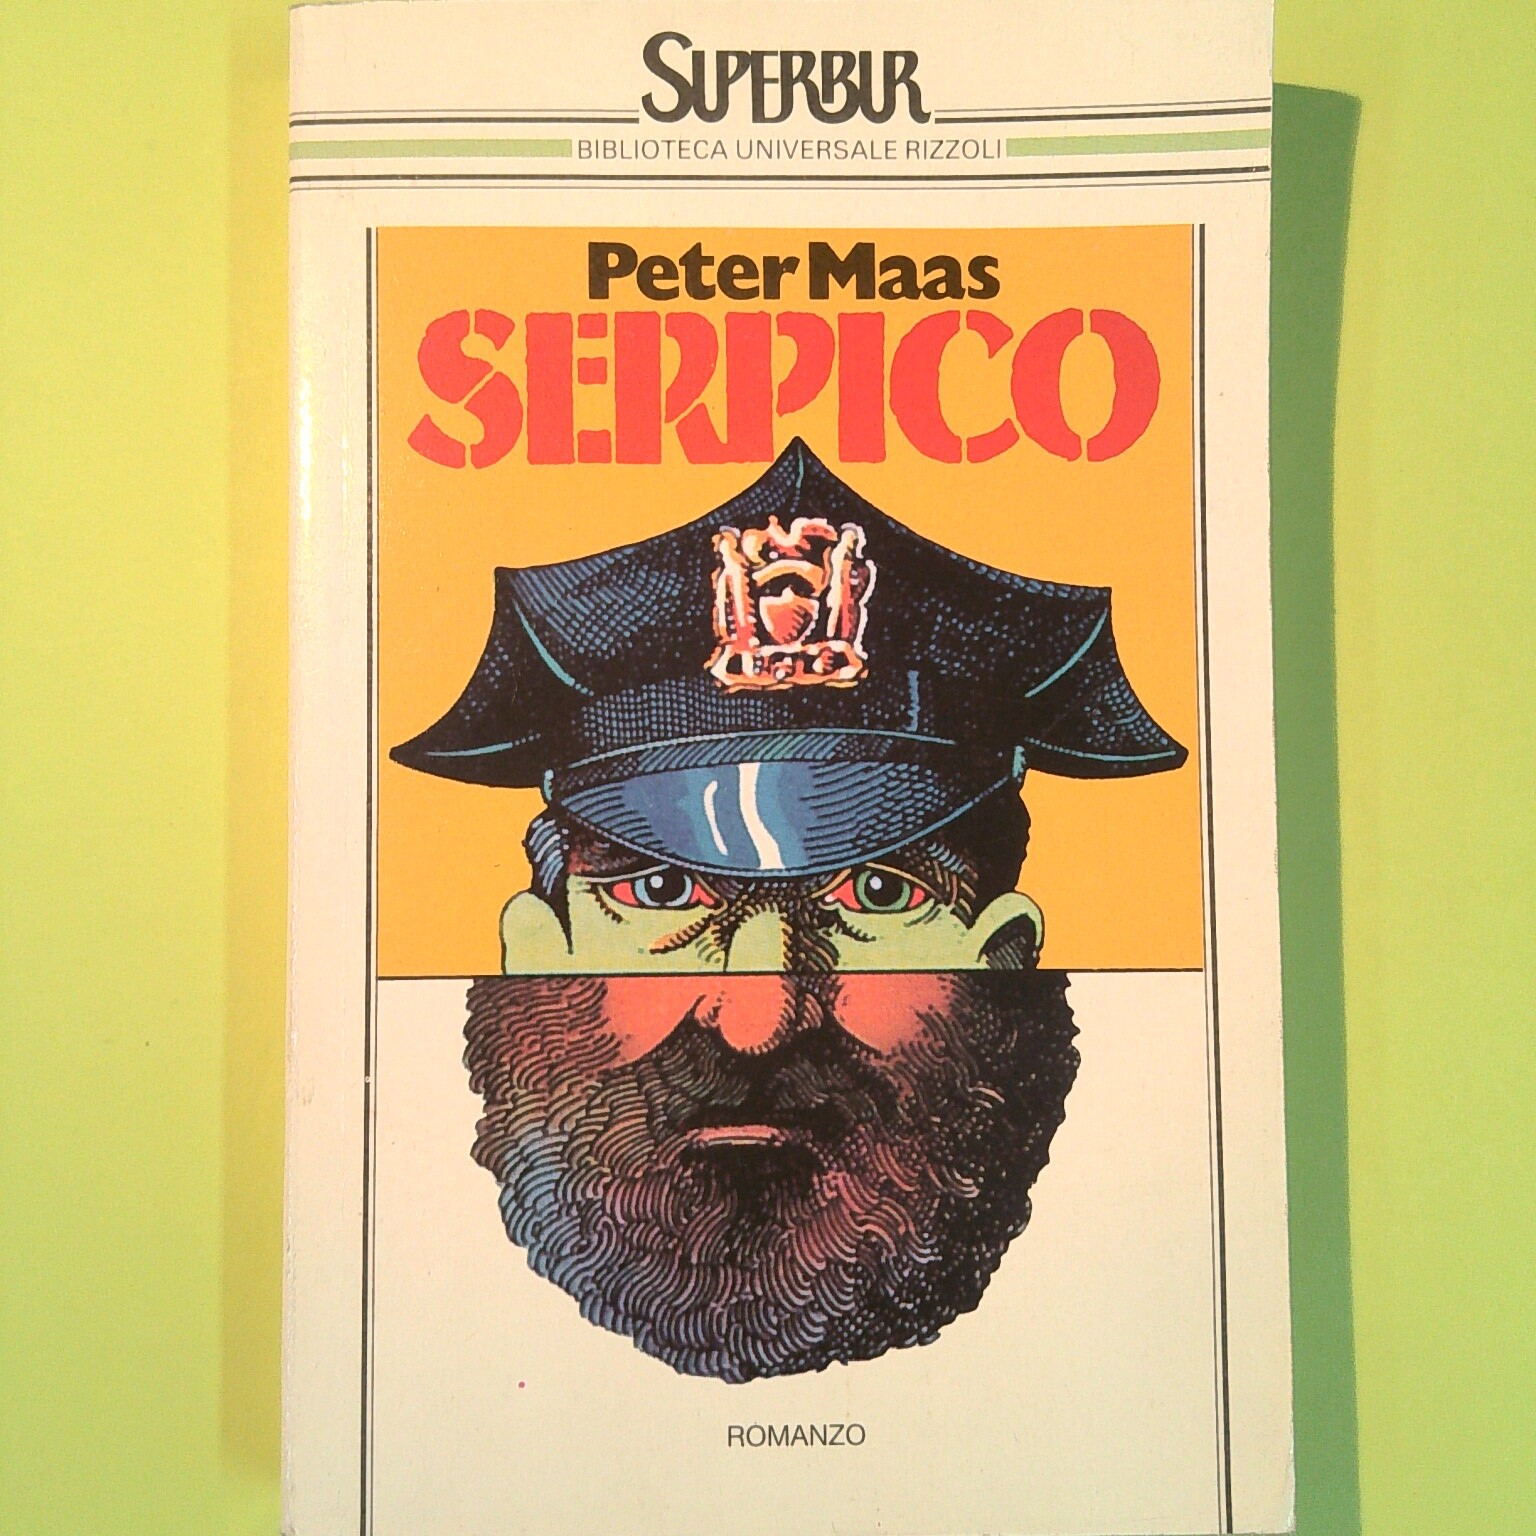 SUPERBUR
BIBLIOTECA UNIVERSALE RIZZOLI
Peter Maas
SERPICO
ROMANZO